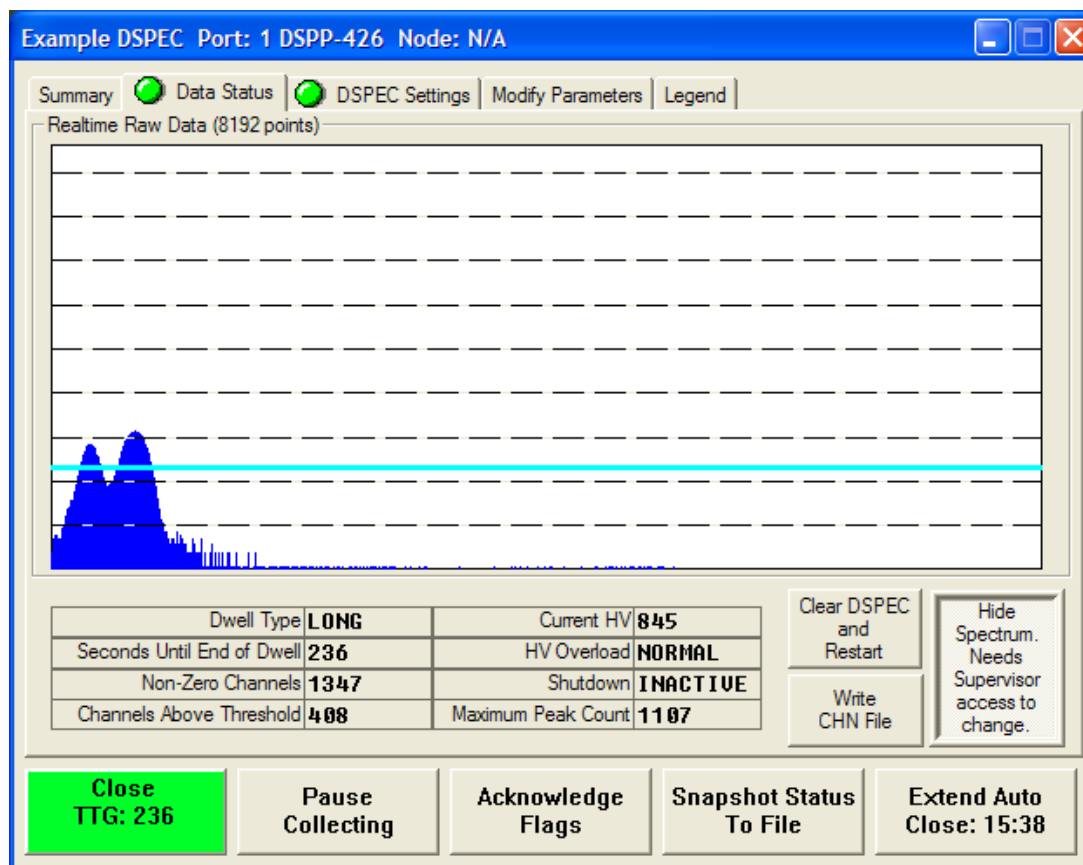 Example DSPEC  Port: 1 DSPP-426  Node: N/A
Summary Data Status DSPEC Settings Modify Parameters Legend
Realtime Raw Data (8192 points)
Dwell Type LONG
Seconds Until End of Dwell 236
Non-Zero Channels 1347
Channels Above Threshold 408
Current HV 845
HV Overload NORMAL
Shutdown INACTIVE
Maximum Peak Count 1107
Clear DSPEC
and
Restart
Write
CHN File
Hide
Spectrum.
Needs
Supervisor
access to
change.
Close
TTG: 236
Pause
Collecting
Acknowledge
Flags
Snapshot Status
To File
Extend Auto
Close: 15:38